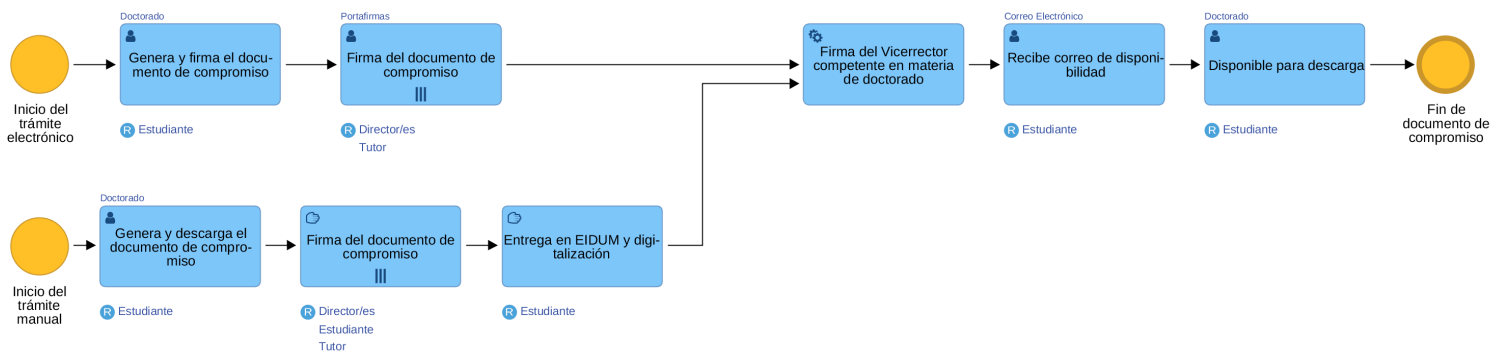 Doctorado
Genera y firma el docu-
mento de compromiso
R Estudiante
Inicio del
trámite
electrónico
Portafirmas
Firma del documento de
compromiso
R Director/es
Tutor
Firma del Vicerrector
competente en materia
de doctorado
Correo Electrónico
Recibe correo de disponi-
bilidad
R Estudiante
Doctorado
Disponible para descarga
R Estudiante
Fin de
documento de
compromiso
Inicio del
trámite
manual
Doctorado
Genera y descarga el
documento de compro-
miso
R Estudiante
Firma del documento de
compromiso
R Director/es
Estudiante
Tutor
Entrega en EIDUM y digi-
talización
R Estudiante